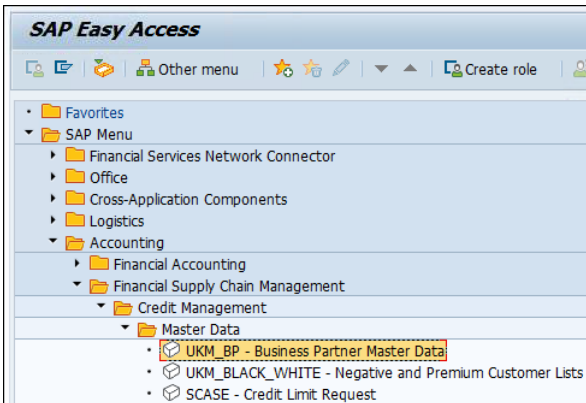 SAP Easy Access
Other menu Create role
Favorites
SAP Menu
Financial Services Network Connector
Office
Cross-Application Components
Logistics
Accounting
Financial Accounting
Financial Supply Chain Management
Credit Management
Master Data
UKM_BP - Business Partner Master Data
UKM_BLACK_WHITE - Negative and Premium Customer Lists
SCASE - Credit Limit Request